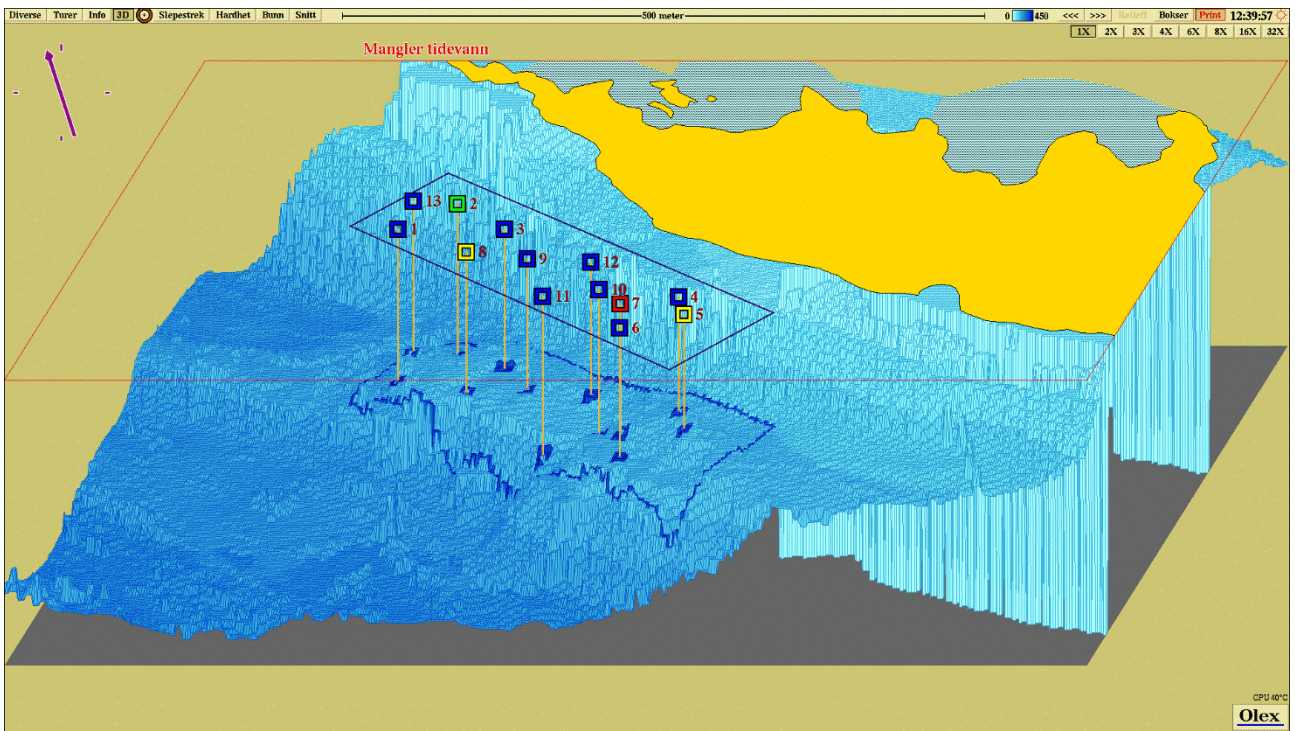 Diverse Turer Info 3D Slepestrek Hardhet Bunn Snitt 500 meter 0 450 <<< >>> Relieff Bokser Print 12:39:57
1X 2X 3X 4X 6X 8X 16X 32X
Mangler tidevann
13 2
1 3
8
9 12
11 10 4
7
5
6
CPU 40°C
Olex